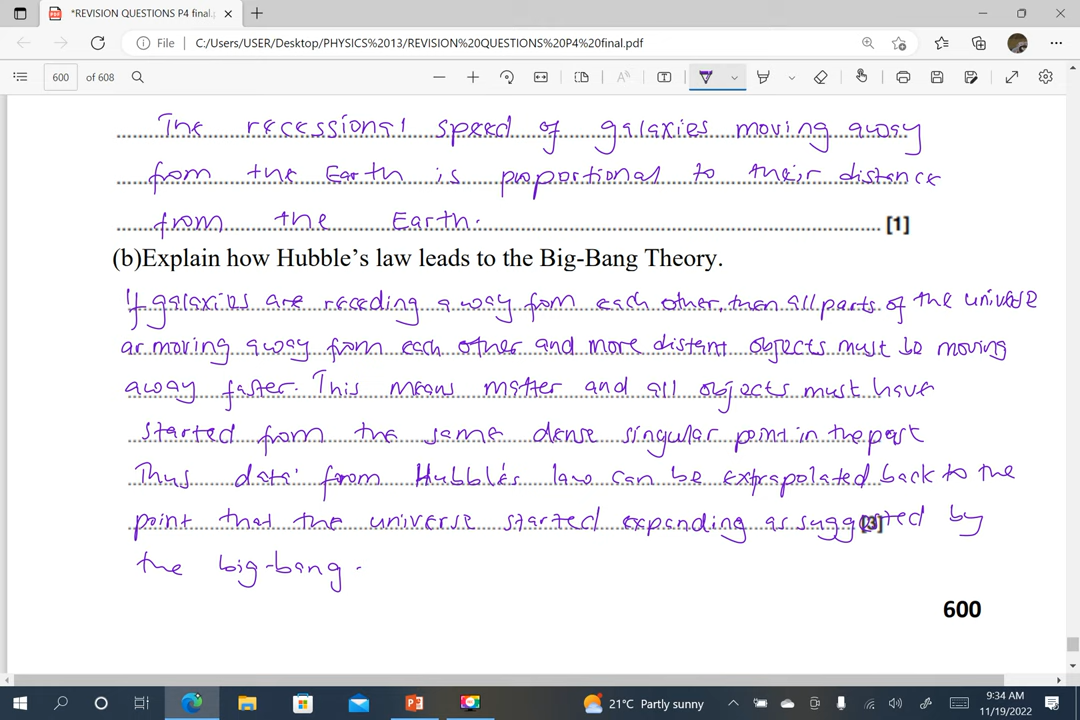 *REVISION QUESTIONS P4 final.p
File C:/Users/USER/Desktop/PHYSICS%2013/REVISION%20QUESTIONS%20P4%20final.pdf
600 of 608
The recessional speed of galaxies moving away
from the Earth is proportional to their distance
from the Earth. [1]
(b)Explain how Hubble's law leads to the Big-Bang Theory.
If galaxies are receding away from each other, then all parts of the universe
ar moving away from each other and more distant objects must be moving
away faster. This means matter and all objects must have
started from the same dense singular point in the past
Thus data from Hubble's law can be extrapolated back to the
point that the universe started expanding as suggested by [3]
the big-bang.
600
21°C Partly sunny
9:34 AM
11/19/2022